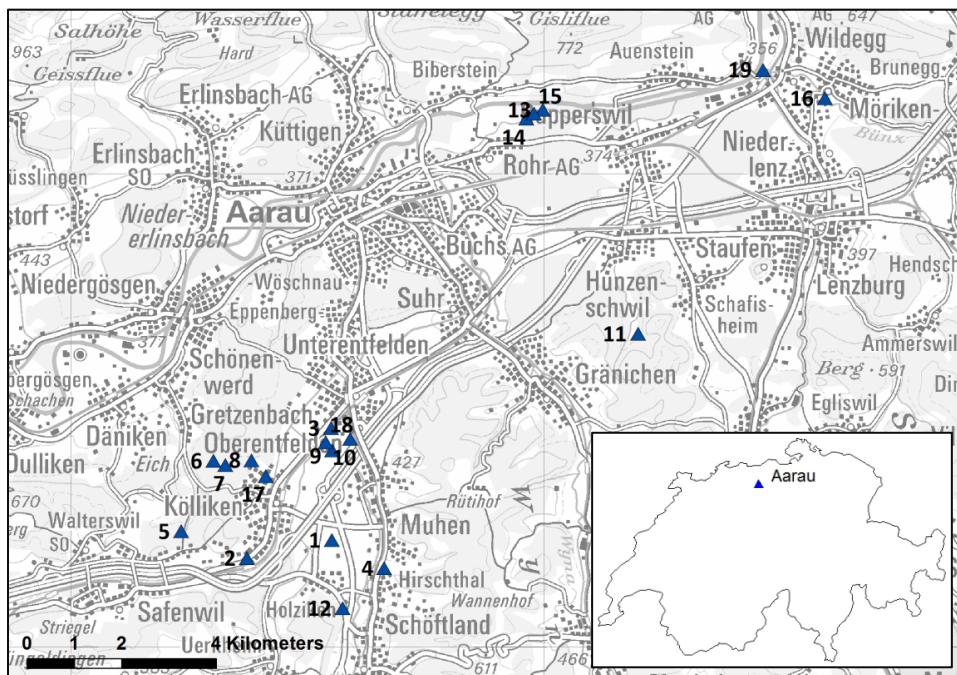 Salhöhe
Wasserflue
Staffelegg
Gisliflue
AG
AG
647
963
Hard
772
Auenstein
356
Wildegg
Geissflue
Biberstein
19
Brunegg
Erlinsbach-AG
15
16
Möriken-
Küttigen
13
pperswil
Bünz
14
Erlinsbach
SO
Rohr-AG
374
Nieder-
lenz
371
Aarau
Nieder-
erlinsbach
Buchs AG
Staufen
443
397
Hendsch
Niedergösgen
Wöschnau
Suhr
Hunzen-
schwil
Schafis-
heim
Lenzburg
Eppenberg-
377
Unterentfelden
11
Ammerswil
Schönen-
werd
Gränichen
Berg
591
Schachen
Gretzenbach
Egliswil
Däniken
3
18
Oberentfelden
Dulliken
Eich
6
8
9
10
427
7
17
670
Rütihof
Kölliken
Walterswil
SO
5
Muhen
Wyna
1
2
4
Hirschthal
Wannenhof
Safenwil
12
Holziken
Schöftland
Striegel
0 2 4 Kilometers
611
466
Aarau